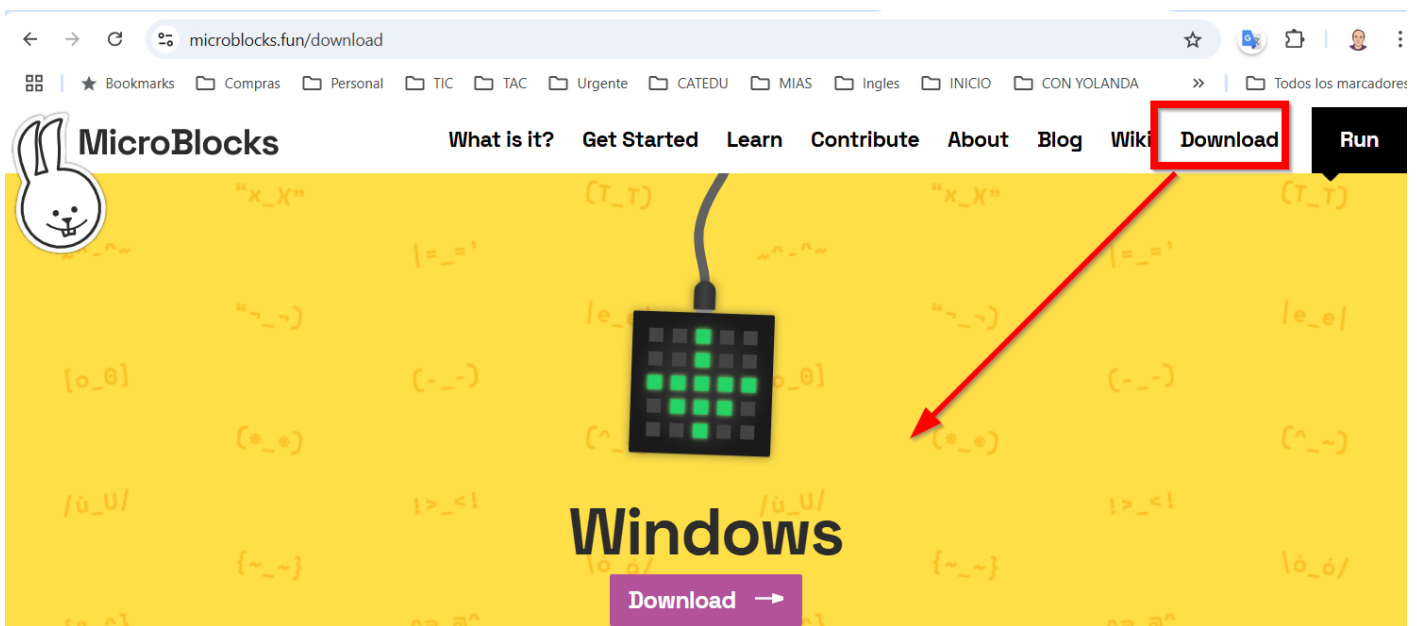 microblocks.fun/download
Bookmarks Compras Personal TIC TAC Urgente CATEDU MIAS Ingles INICIO CON YOLANDA » Todos los marcadores
MicroBlocks What is it? Get Started Learn Contribute About Blog Wiki Download Run
"x_X" (T_T) "x_X" (T_T)
~^-^~ |=_=' ~^-^~ |=_='
"¬_¬) |e_e| "¬_¬) |e_e|
[o_0] (-_-) o_0] (-_-)
(*_*) (^_ (*_*) (^_~)
/ù_U/ !>_<! /ù_U/ !>_<!
Windows
{~_~} \ó_ó/ {~_~} \ó_ó/
Download →